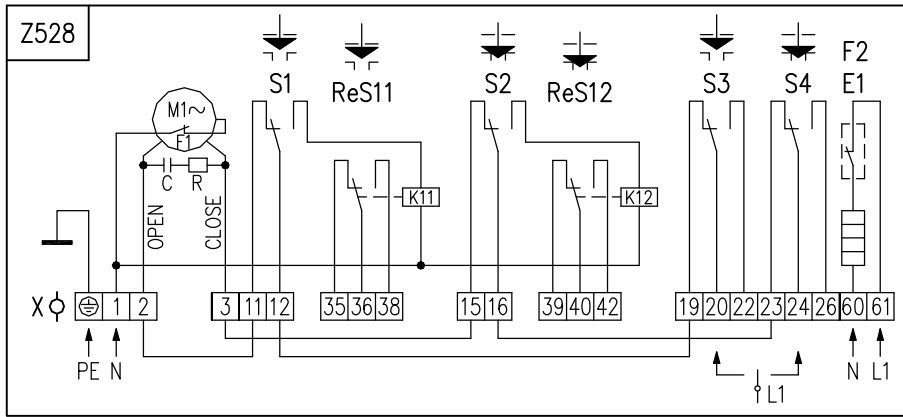 Z528
S1
ReS11
S2
ReS12
S3
S4
F2
E1
M1~
F1
C R
OPEN
CLOSE
K11
K12
X
1 2 3 11 12 35 36 38 15 16 39 40 42 19 20 22 23 24 26 60 61
PE N
L1
N L1